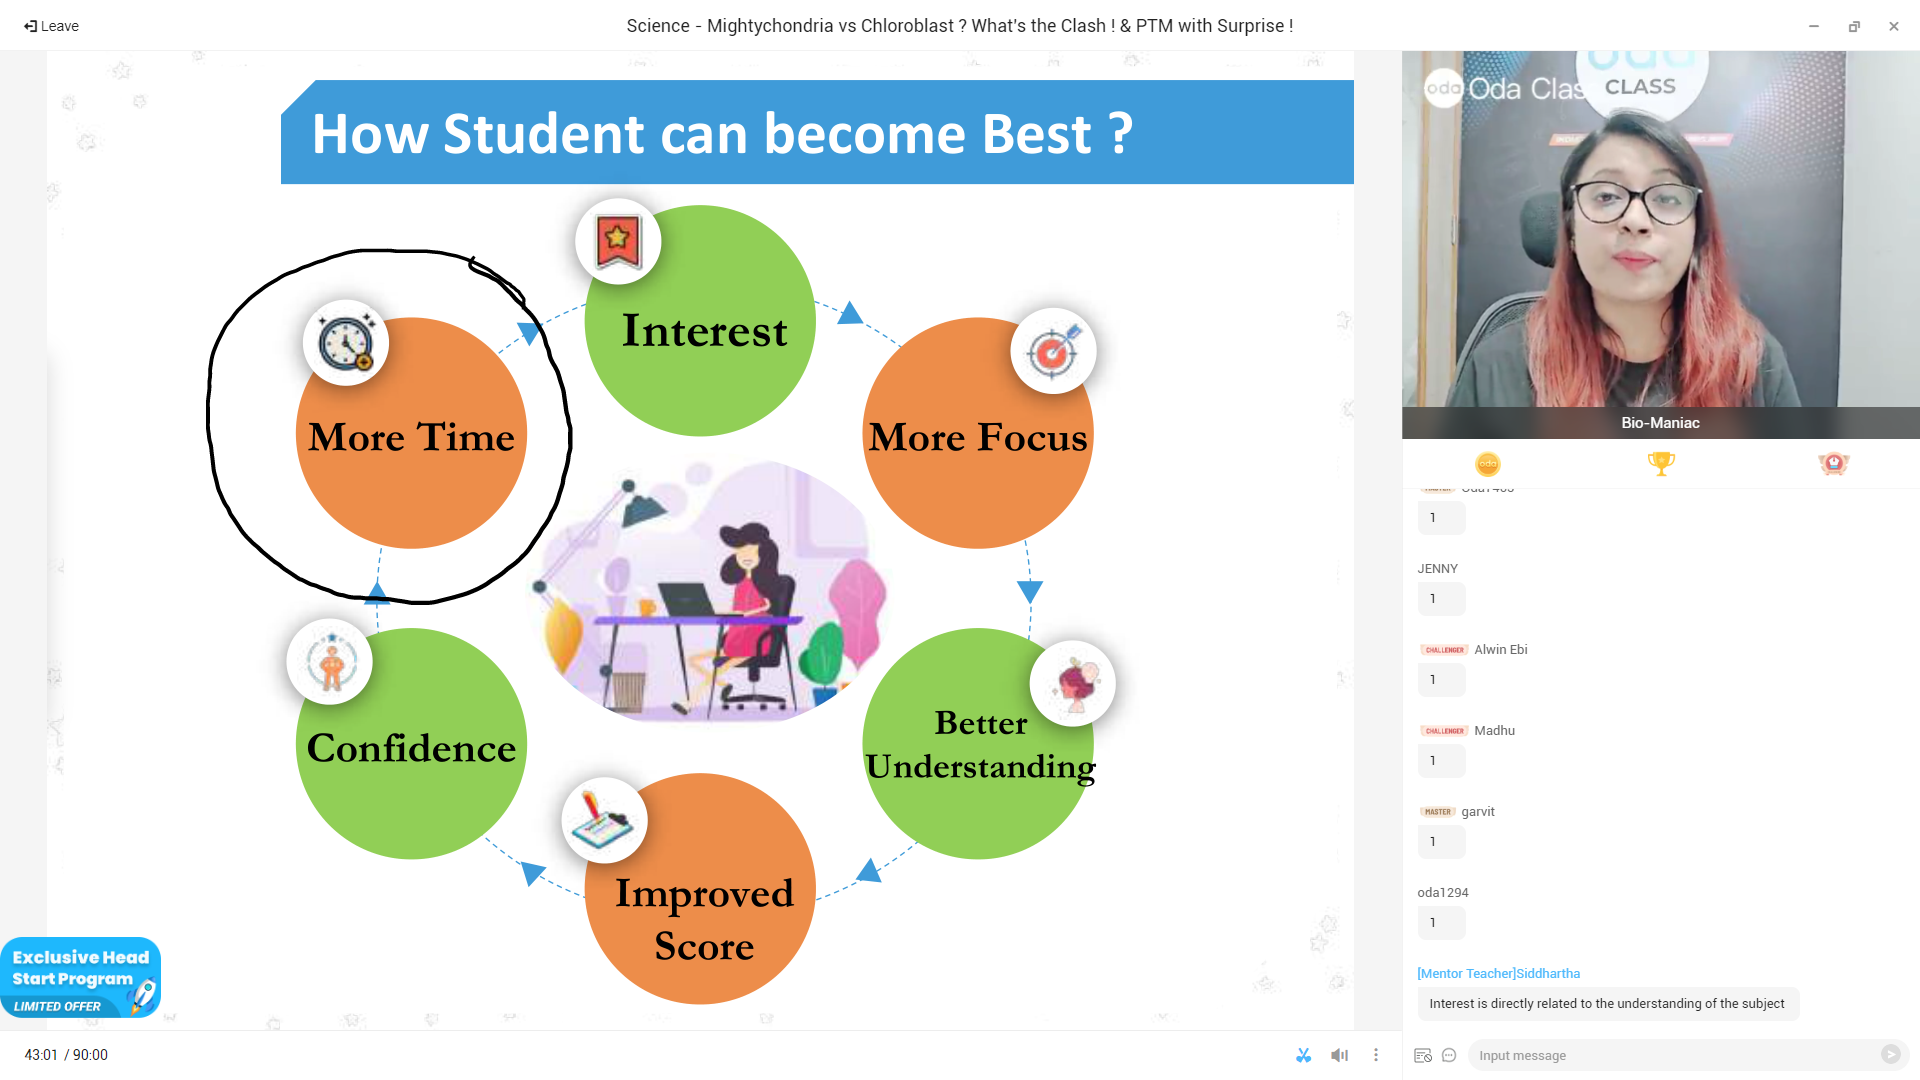 Leave
Science - Mightychondria vs Chloroblast ? What's the Clash ! & PTM with Surprise !
How Student can become Best ?
Interest
More Time
More Focus
Confidence
Better
Understanding
Improved
Score
Exclusive Head
Start Program
LIMITED OFFER
43:01 / 90:00
oda Oda Clas
oda
CLASS
Bio-Maniac
oda
1
JENNY
1
CHALLENGER Alwin Ebi
1
CHALLENGER Madhu
1
MASTER garvit
1
oda1294
1
[Mentor Teacher]Siddhartha
Interest is directly related to the understanding of the subject
Input message